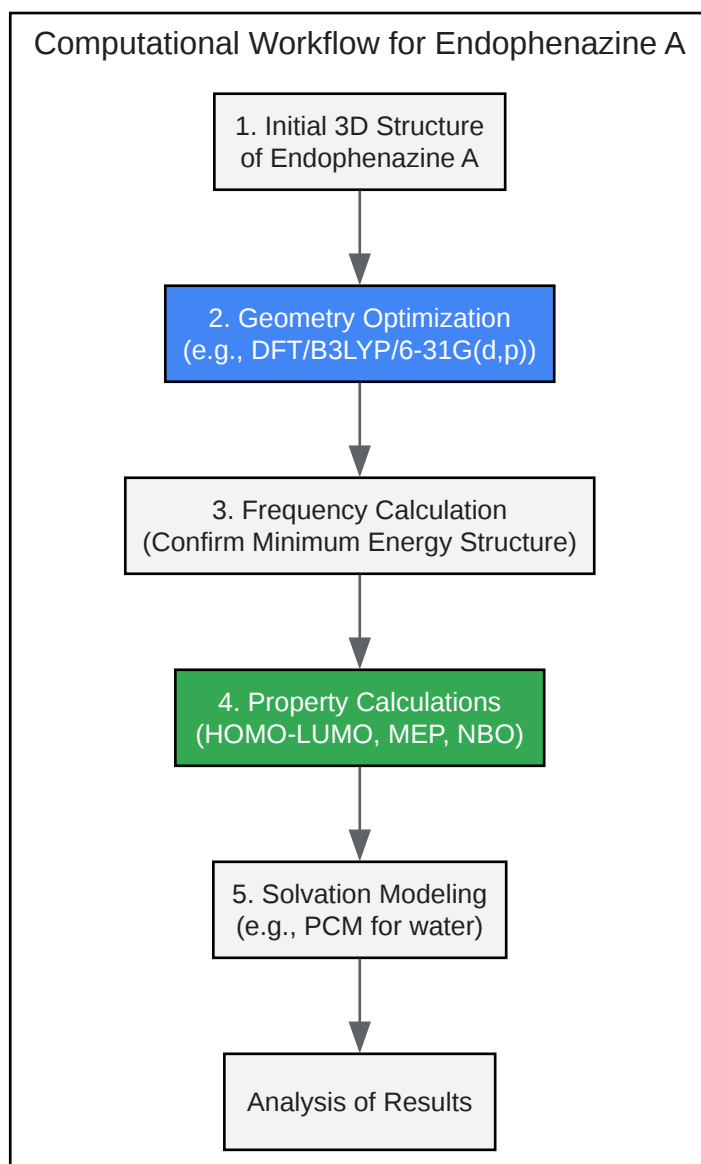 Computational Workflow for Endophenazine A
1. Initial 3D Structure
of Endophenazine A
2. Geometry Optimization
(e.g., DFT/B3LYP/6-31G(d,p))
3. Frequency Calculation
(Confirm Minimum Energy Structure)
4. Property Calculations
(HOMO-LUMO, MEP, NBO)
5. Solvation Modeling
(e.g., PCM for water)
Analysis of Results